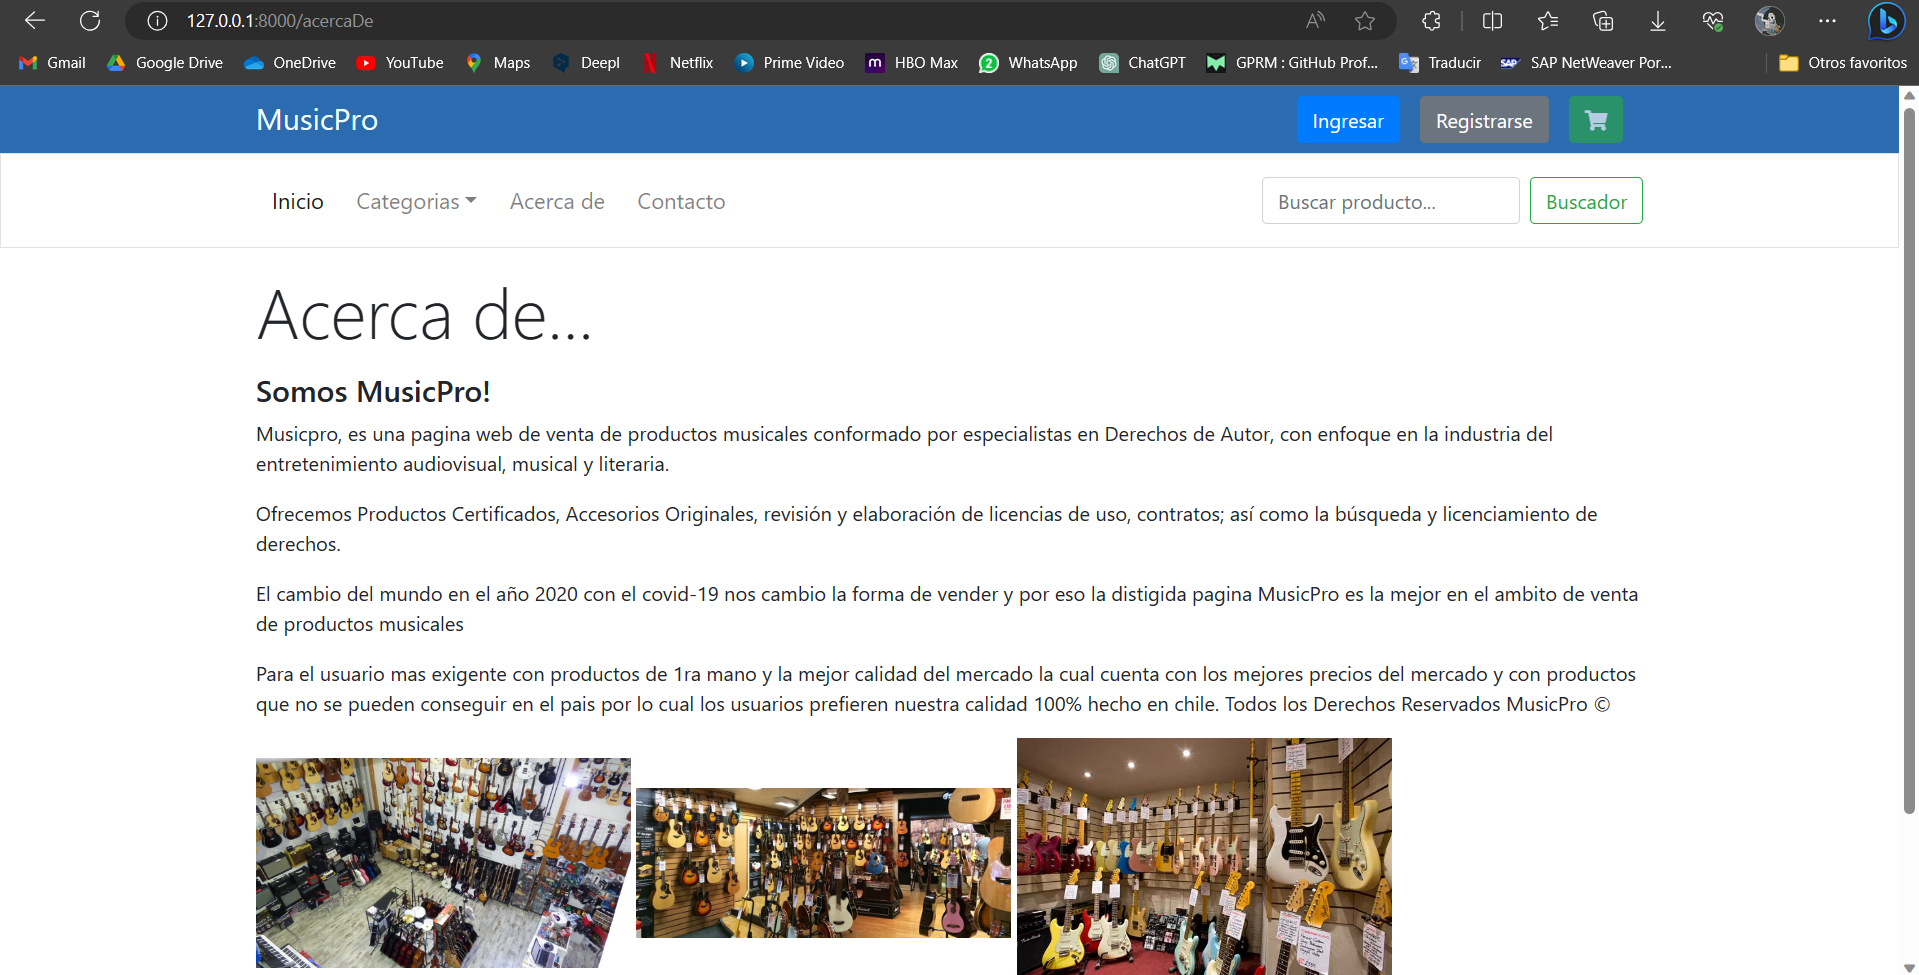 127.0.0.1:8000/acercaDe
Gmail Google Drive OneDrive YouTube Maps Deepl Netflix Prime Video HBO Max WhatsApp ChatGPT GPRM : GitHub Prof... Traducir SAP NetWeaver Por... Otros favoritos
MusicPro Ingresar Registrarse
Inicio Categorias Acerca de Contacto Buscar producto... Buscador
Acerca de...
Somos MusicPro!
Musicpro, es una pagina web de venta de productos musicales conformado por especialistas en Derechos de Autor, con enfoque en la industria del
entretenimiento audiovisual, musical y literaria.
Ofrecemos Productos Certificados, Accesorios Originales, revisión y elaboración de licencias de uso, contratos; así como la búsqueda y licenciamiento de
derechos.
El cambio del mundo en el año 2020 con el covid-19 nos cambio la forma de vender y por eso la distigida pagina MusicPro es la mejor en el ambito de venta
de productos musicales
Para el usuario mas exigente con productos de 1ra mano y la mejor calidad del mercado la cual cuenta con los mejores precios del mercado y con productos
que no se pueden conseguir en el pais por lo cual los usuarios prefieren nuestra calidad 100% hecho en chile. Todos los Derechos Reservados MusicPro ©